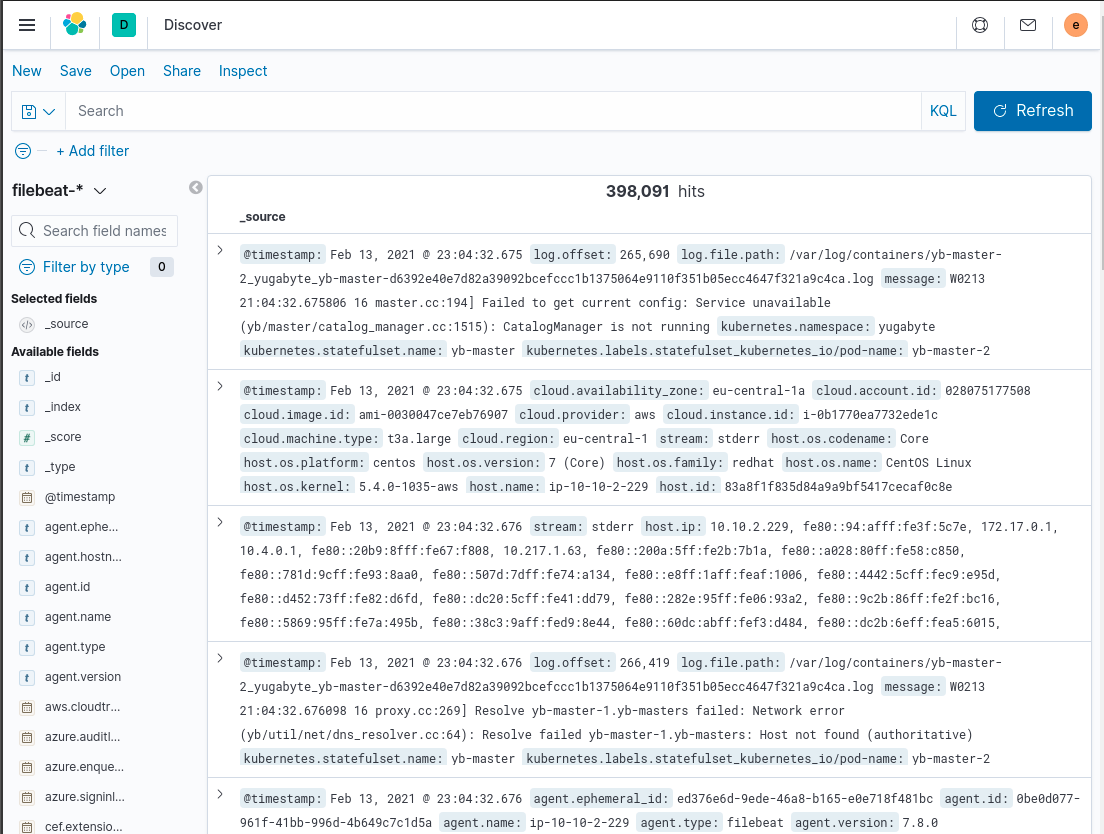 D Discover e
New Save Open Share Inspect
Search KQL Refresh
+ Add filter
filebeat-*
Search field names
Filter by type 0
Selected fields
_source
Available fields
t _id
t _index
# _score
t _type
@timestamp
t agent.ephe...
t agent.hostn...
t agent.id
t agent.name
t agent.type
t agent.version
aws.cloudtr...
azure.auditl...
azure.enque...
azure.signinl...
cef.extensio...
398,091 hits
_source
@timestamp: Feb 13, 2021 @ 23:04:32.675 log.offset: 265,690 log.file.path: /var/log/containers/yb-master-
2_yugabyte_yb-master-d6392e40e7d82a39092bcefccc1b1375064e9110f351b05ecc4647f321a9c4ca.log message: W0213
21:04:32.675806 16 master.cc:194] Failed to get current config: Service unavailable
(yb/master/catalog_manager.cc:1515): CatalogManager is not running kubernetes.namespace: yugabyte
kubernetes.statefulset.name: yb-master kubernetes.labels.statefulset_kubernetes_io/pod-name: yb-master-2
@timestamp: Feb 13, 2021 @ 23:04:32.675 cloud.availability_zone: eu-central-1a cloud.account.id: 028075177508
cloud.image.id: ami-0030047ce7eb76907 cloud.provider: aws cloud.instance.id: i-0b1770ea7732ede1c
cloud.machine.type: t3a.large cloud.region: eu-central-1 stream: stderr host.os.codename: Core
host.os.platform: centos host.os.version: 7 (Core) host.os.family: redhat host.os.name: CentOS Linux
host.os.kernel: 5.4.0-1035-aws host.name: ip-10-10-2-229 host.id: 83a8f1f835d84a9a9bf5417cecaf0c8e
@timestamp: Feb 13, 2021 @ 23:04:32.676 stream: stderr host.ip: 10.10.2.229, fe80::94:afff:fe3f:5c7e, 172.17.0.1,
10.4.0.1, fe80::20b9:8fff:fe67:f808, 10.217.1.63, fe80::200a:5ff:fe2b:7b1a, fe80::a028:80ff:fe58:c850,
fe80::781d:9cff:fe93:8aa0, fe80::507d:7dff:fe74:a134, fe80::e8ff:1aff:feaf:1006, fe80::4442:5cff:fec9:e95d,
fe80::d452:73ff:fe82:d6fd, fe80::dc20:5cff:fe41:dd79, fe80::282e:95ff:fe06:93a2, fe80::9c2b:86ff:fe2f:bc16,
fe80::5869:95ff:fe7a:495b, fe80::38c3:9aff:fed9:8e44, fe80::60dc:abff:fef3:d484, fe80::dc2b:6eff:fea5:6015,
@timestamp: Feb 13, 2021 @ 23:04:32.676 log.offset: 266,419 log.file.path: /var/log/containers/yb-master-
2_yugabyte_yb-master-d6392e40e7d82a39092bcefccc1b1375064e9110f351b05ecc4647f321a9c4ca.log message: W0213
21:04:32.676098 16 proxy.cc:269] Resolve yb-master-1.yb-masters failed: Network error
(yb/util/net/dns_resolver.cc:64): Resolve failed yb-master-1.yb-masters: Host not found (authoritative)
kubernetes.statefulset.name: yb-master kubernetes.labels.statefulset_kubernetes_io/pod-name: yb-master-2
@timestamp: Feb 13, 2021 @ 23:04:32.676 agent.ephemeral_id: ed376e6d-9ede-46a8-b165-e0e718f481bc agent.id: 0be0d077-
961f-41bb-996d-4b649c7c1d5a agent.name: ip-10-10-2-229 agent.type: filebeat agent.version: 7.8.0